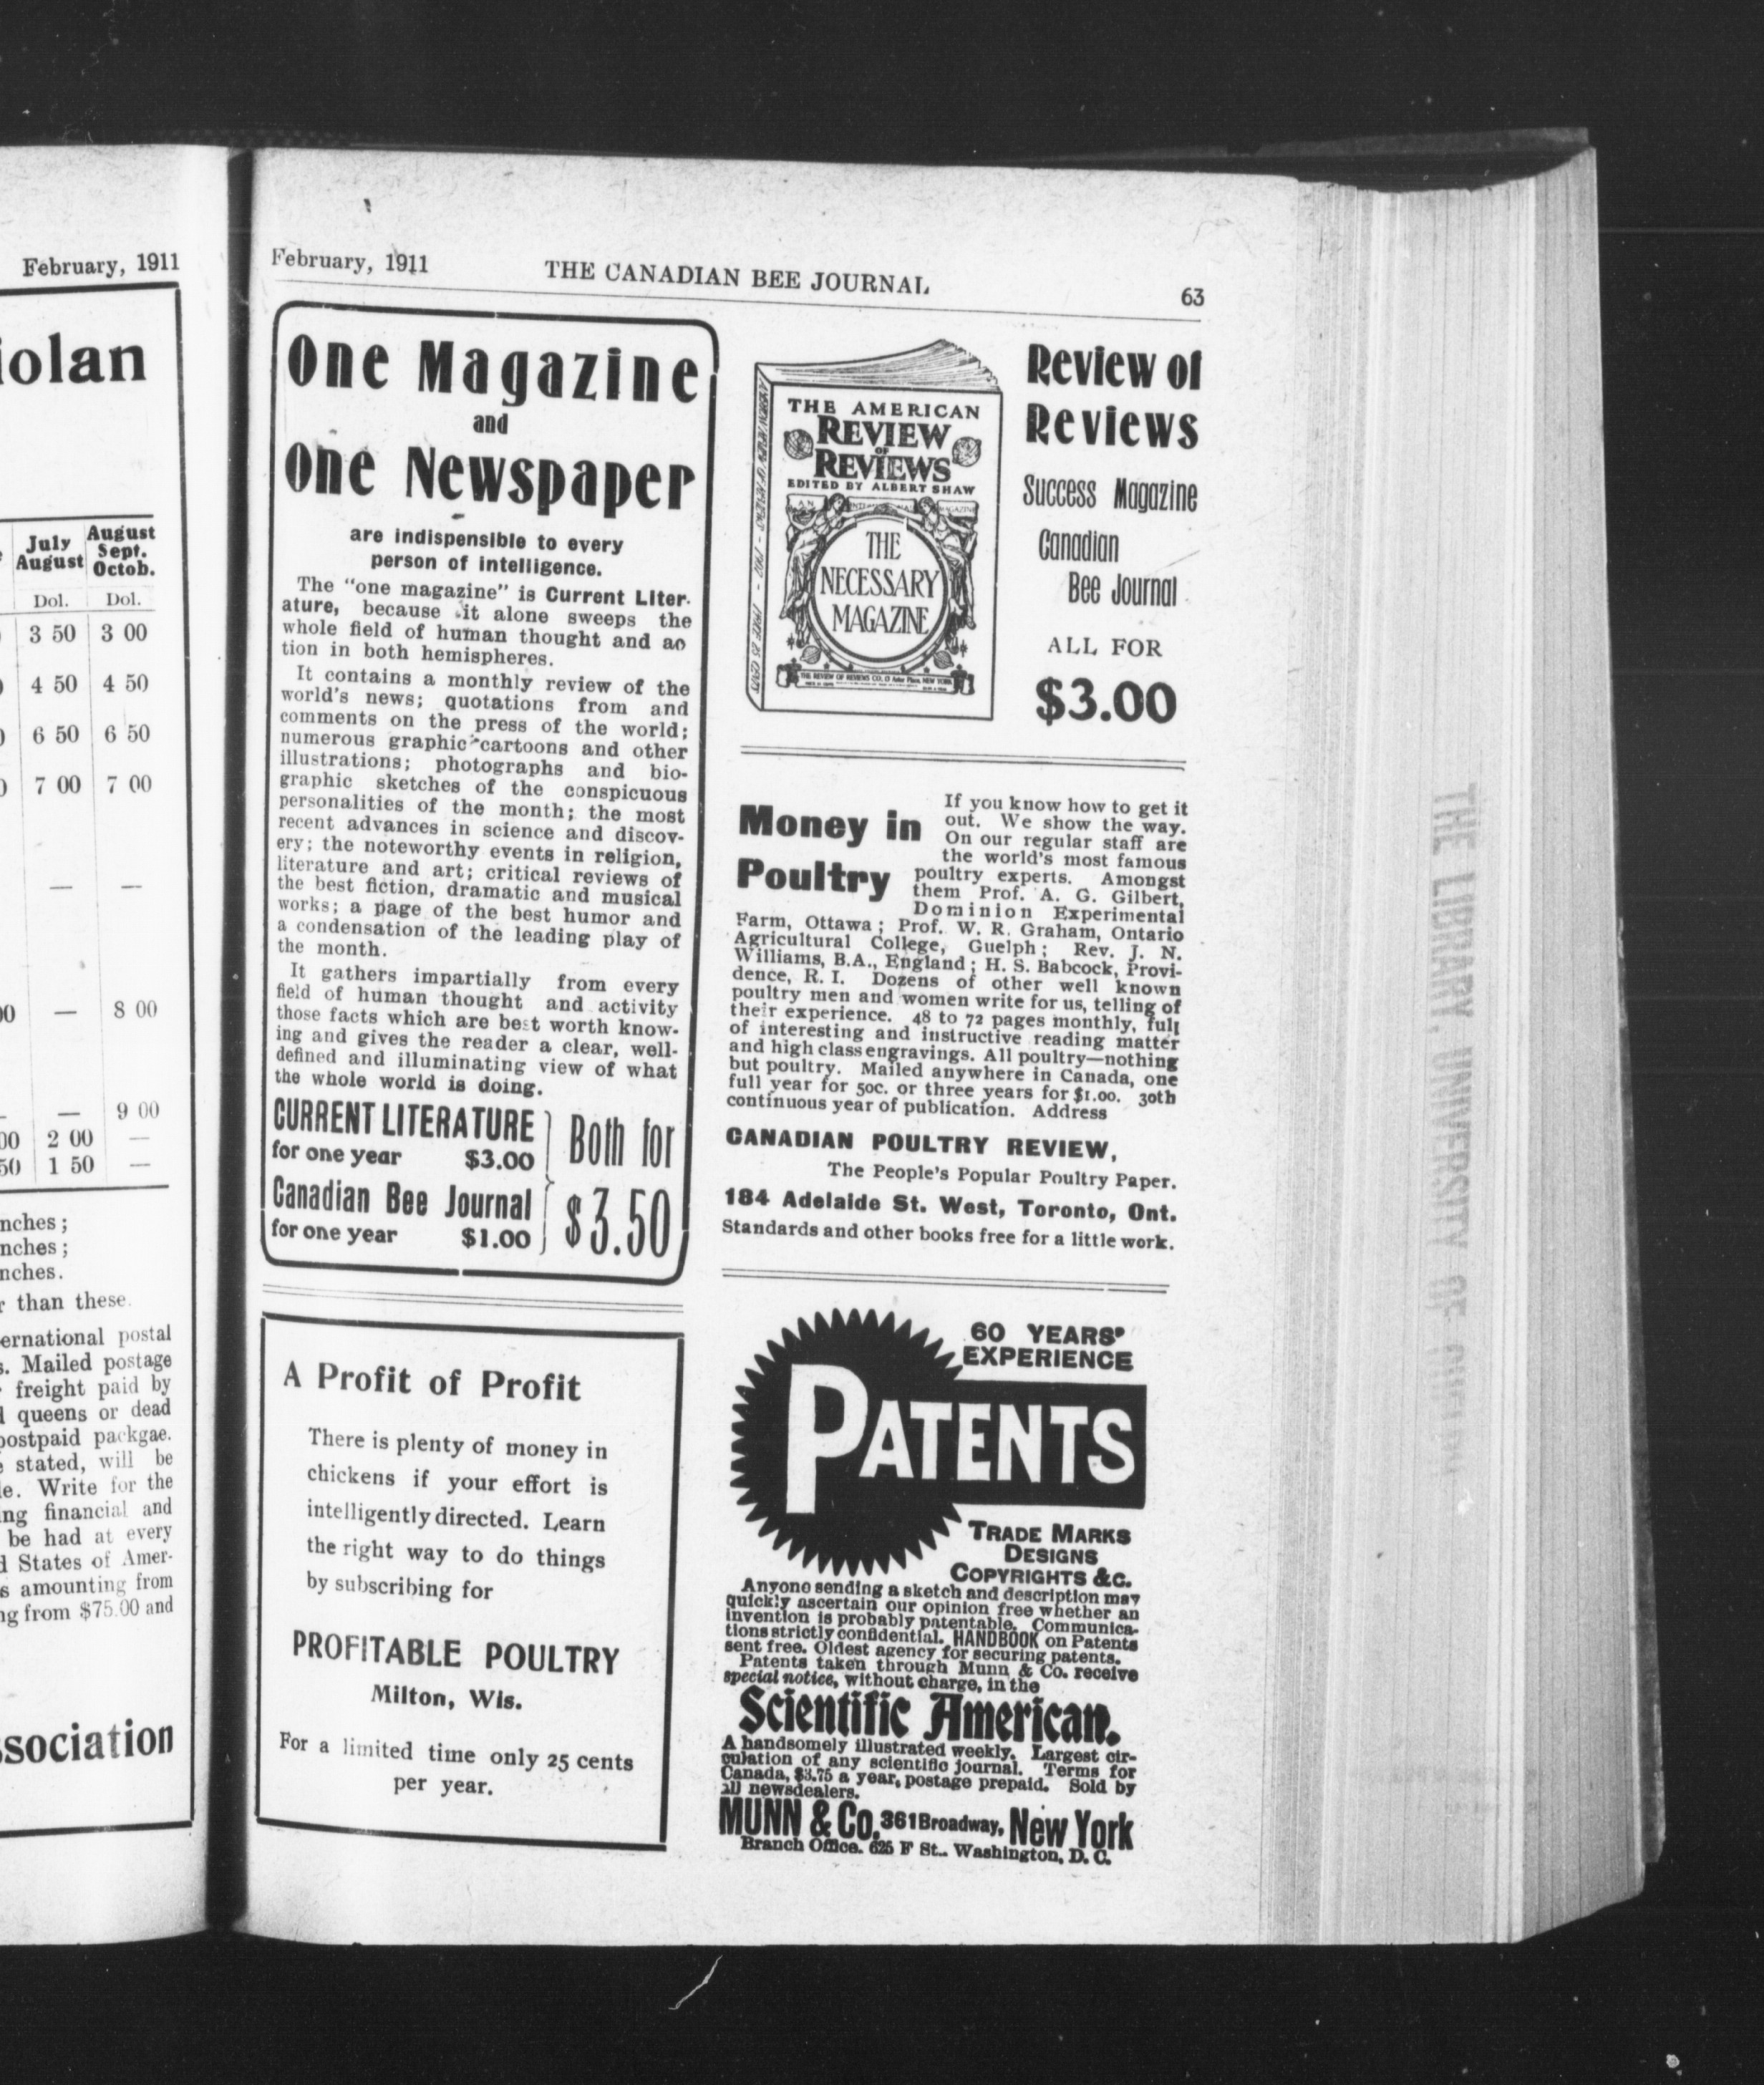 February, 1911
iolan
July
August
August
Sept.
Octob.
Dol. Dol.
3 50 3 00
4 50 4 50
6 50 6 50
7 00 7 00
— —
00 — 8 00
— — 9 00
00 2 00 —
50 1 50 —
nches;
nches;
nches.
r than these.
ernational postal
s. Mailed postage
freight paid by
d queens or dead
postpaid packgae.
e stated, will be
le. Write for the
ng financial and
be had at every
d States of Amer-
s amounting from
ng from $75.00 and
ssociation
February, 1911 THE CANADIAN BEE JOURNAL 63
One Magazine
and
One Newspaper
are indispensible to every
person of intelligence.
The "one magazine" is Current Liter-
ature, because it alone sweeps the
whole field of human thought and ac
tion in both hemispheres.
It contains a monthly review of the
world's news; quotations from and
comments on the press of the world;
numerous graphic cartoons and other
illustrations; photographs and bio-
graphic sketches of the conspicuous
personalities of the month; the most
recent advances in science and discov-
ery; the noteworthy events in religion,
literature and art; critical reviews of
the best fiction, dramatic and musical
works; a page of the best humor and
a condensation of the leading play of
the month.
It gathers impartially from every
field of human thought and activity
those facts which are best worth know-
ing and gives the reader a clear, well-
defined and illuminating view of what
the whole world is doing.
CURRENT LITERATURE
for one year $3.00
Canadian Bee Journal
for one year $1.00
Both for
$3.50
A Profit of Profit
There is plenty of money in
chickens if your effort is
intelligently directed. Learn
the right way to do things
by subscribing for
PROFITABLE POULTRY
Milton, Wis.
For a limited time only 25 cents
per year.
THE AMERICAN
REVIEW
OF
REVIEWS
EDITED BY ALBERT SHAW
THE
NECESSARY
MAGAZINE
THE REVIEW OF REVIEWS CO, 13 Astor Place, NEW YORK
Review of
Reviews
Success Magazine
Canadian
Bee Journal
ALL FOR
$3.00
Money in
Poultry
If you know how to get it
out. We show the way.
On our regular staff are
the world's most famous
poultry experts. Amongst
them Prof. A. G. Gilbert,
Dominion Experimental
Farm, Ottawa; Prof. W. R. Graham, Ontario
Agricultural College, Guelph; Rev. J. N.
Williams, B.A., England; H. S. Babcock, Provi-
dence, R. I. Dozens of other well known
poultry men and women write for us, telling of
their experience. 48 to 72 pages monthly, full
of interesting and instructive reading matter
and high class engravings. All poultry—nothing
but poultry. Mailed anywhere in Canada, one
full year for 50c. or three years for $1.00. 30th
continuous year of publication. Address
CANADIAN POULTRY REVIEW,
The People's Popular Poultry Paper.
184 Adelaide St. West, Toronto, Ont.
Standards and other books free for a little work.
60 YEARS'
EXPERIENCE
PATENTS
TRADE MARKS
DESIGNS
COPYRIGHTS &C.
Anyone sending a sketch and description may
quickly ascertain our opinion free whether an
invention is probably patentable. Communica-
tions strictly confidential. HANDBOOK on Patents
sent free. Oldest agency for securing patents.
Patents taken through Munn & Co. receive
special notice, without charge, in the
Scientific American.
A handsomely illustrated weekly. Largest cir-
culation of any scientific journal. Terms for
Canada, $3.75 a year, postage prepaid. Sold by
all newsdealers.
MUNN & Co. 361 Broadway, New York
Branch Office. 625 F St.. Washington, D. C.
THE LIBRARY, UNIVERSITY OF